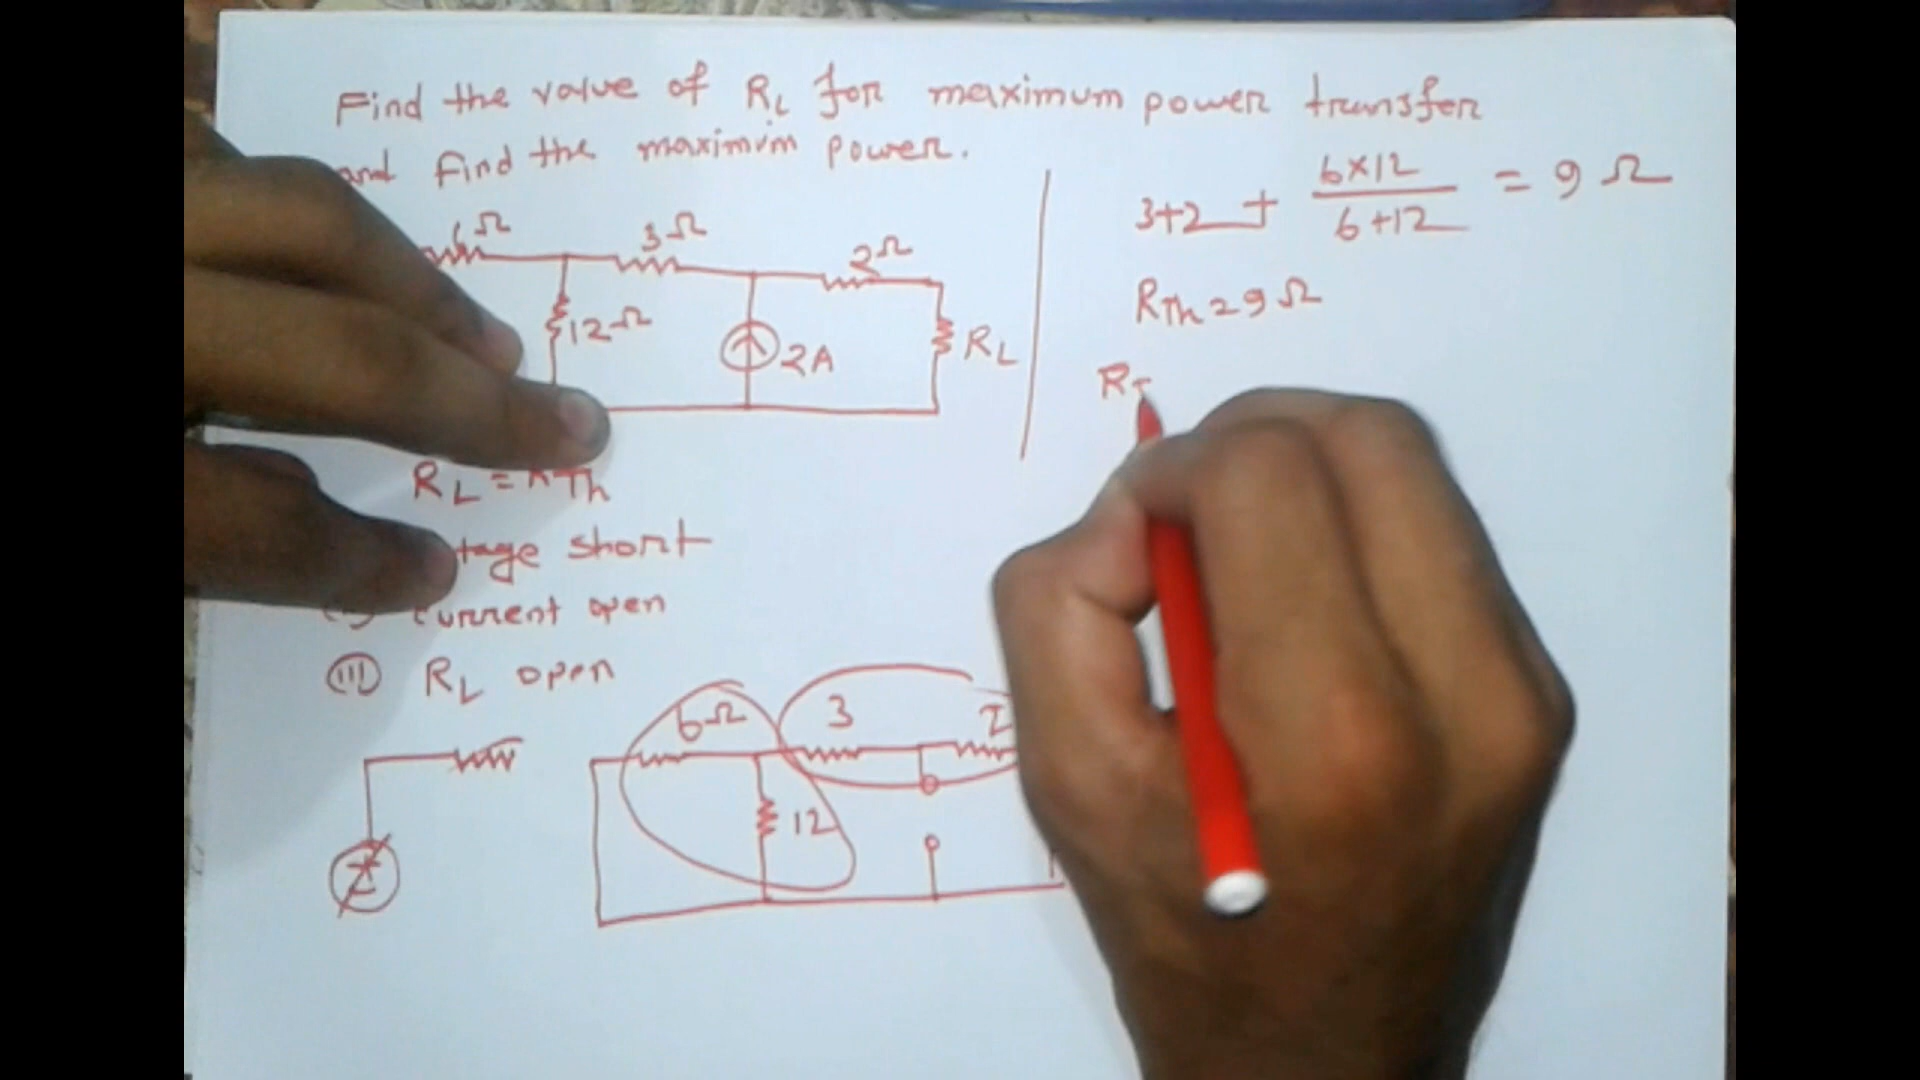 Find the value of RL for maximum power transfer
and find the maximum power.
6Ω 3Ω 2Ω
12Ω 2A RL
RL = RTh
short
current open
(III) RL open
6Ω 3 2
12
3+2 + 6×12 / 6+12 = 9 Ω
RTh = 9 Ω